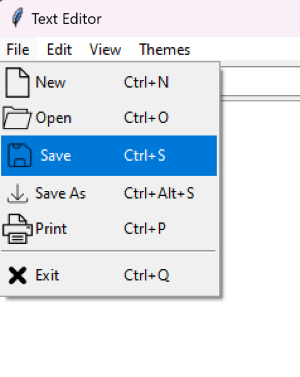 Text Editor
File Edit View Themes
New Ctrl+N
Open Ctrl+O
Save Ctrl+S
Save As Ctrl+Alt+S
Print Ctrl+P
Exit Ctrl+Q